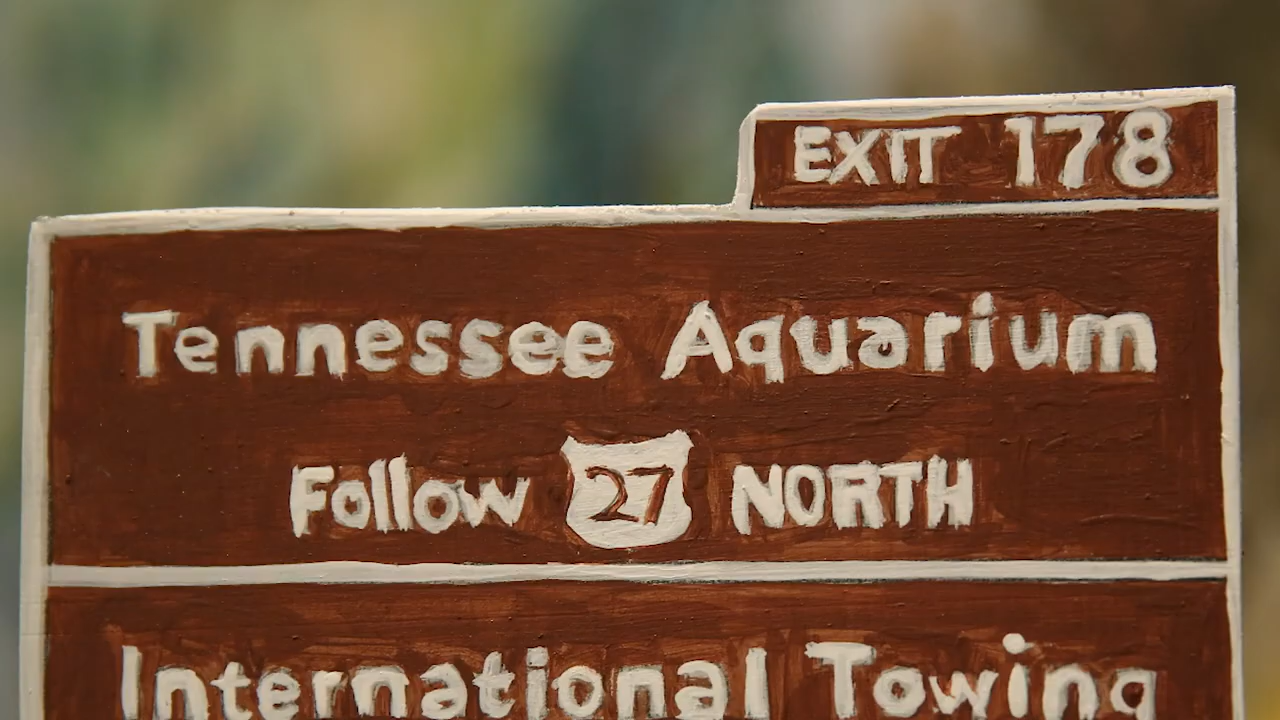 EXIT 178
Tennessee Aquarium
Follow 27 NORTH
International Towing